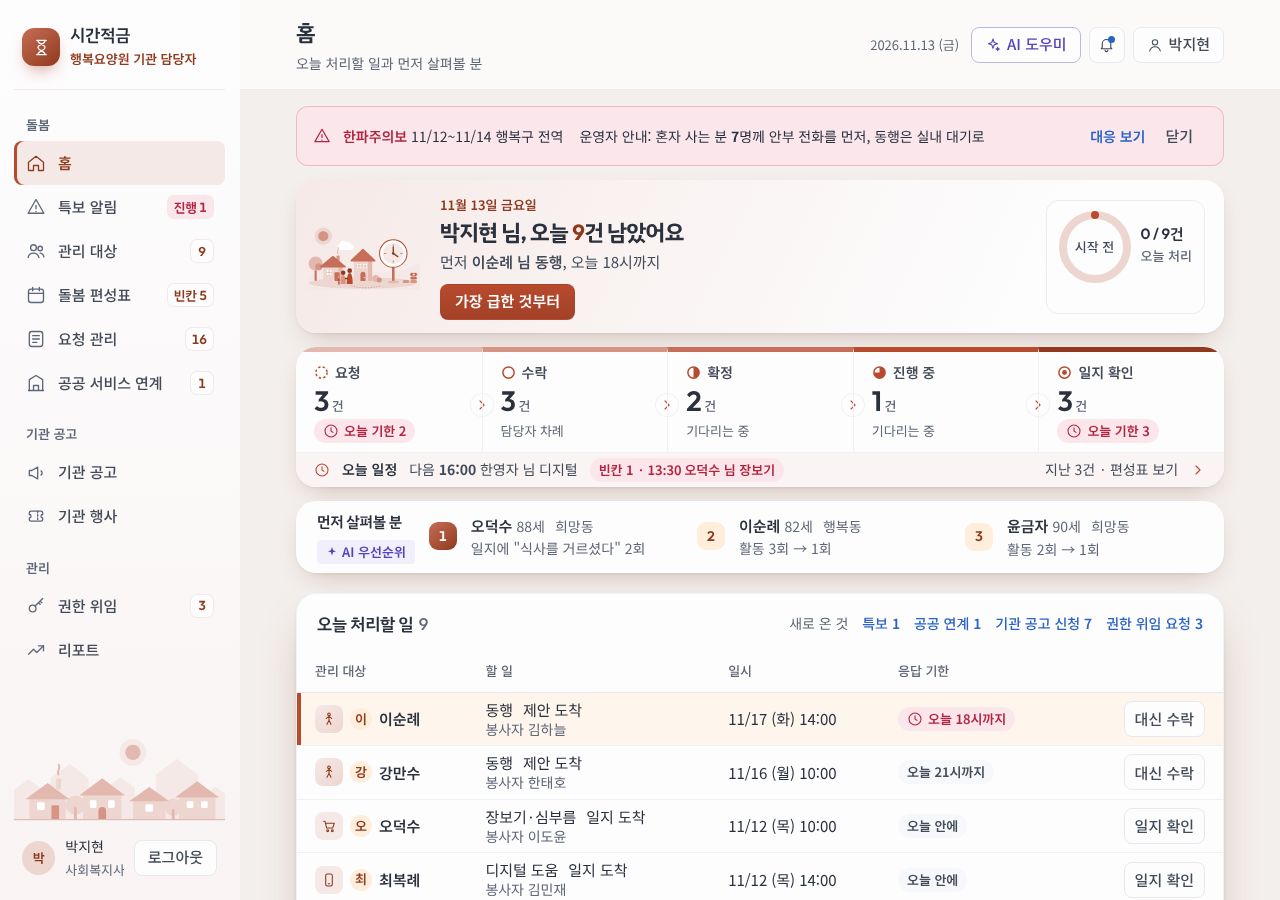 시간적금
행복요양원 기관 담당자
돌봄
홈
특보 알림 진행 1
관리 대상 9
돌봄 편성표 빈칸 5
요청 관리 16
공공 서비스 연계 1
기관 공고
기관 공고
기관 행사
관리
권한 위임 3
리포트
박 박지현
사회복지사
로그아웃
홈
오늘 처리할 일과 먼저 살펴볼 분
2026.11.13 (금) AI 도우미 박지현
한파주의보 11/12~11/14 행복구 전역 운영자 안내: 혼자 사는 분 7명께 안부 전화를 먼저, 동행은 실내 대기로 대응 보기 닫기
11월 13일 금요일
박지현 님, 오늘 9건 남았어요
먼저 이순례 님 동행, 오늘 18시까지
가장 급한 것부터
시작 전
0 / 9건
오늘 처리
요청
3건
오늘 기한 2
수락
3건
담당자 차례
확정
2건
기다리는 중
진행 중
1건
기다리는 중
일지 확인
3건
오늘 기한 3
오늘 일정 다음 16:00 한영자 님 디지털 빈칸 1 · 13:30 오덕수 님 장보기 지난 3건 · 편성표 보기
먼저 살펴볼 분
AI 우선순위
1 오덕수 88세 희망동
일지에 "식사를 거르셨다" 2회
2 이순례 82세 행복동
활동 3회 → 1회
3 윤금자 90세 희망동
활동 2회 → 1회
오늘 처리할 일 9
새로 온 것 특보 1 공공 연계 1 기관 공고 신청 7 권한 위임 요청 3
관리 대상 할 일 일시 응답 기한
이 이순례 동행 제안 도착 11/17 (화) 14:00 오늘 18시까지 대신 수락
봉사자 김하늘
강 강만수 동행 제안 도착 11/16 (월) 10:00 오늘 21시까지 대신 수락
봉사자 한태호
오 오덕수 장보기·심부름 일지 도착 11/12 (목) 10:00 오늘 안에 일지 확인
봉사자 이도윤
최 최복례 디지털 도움 일지 도착 11/12 (목) 14:00 오늘 안에 일지 확인
봉사자 김민재